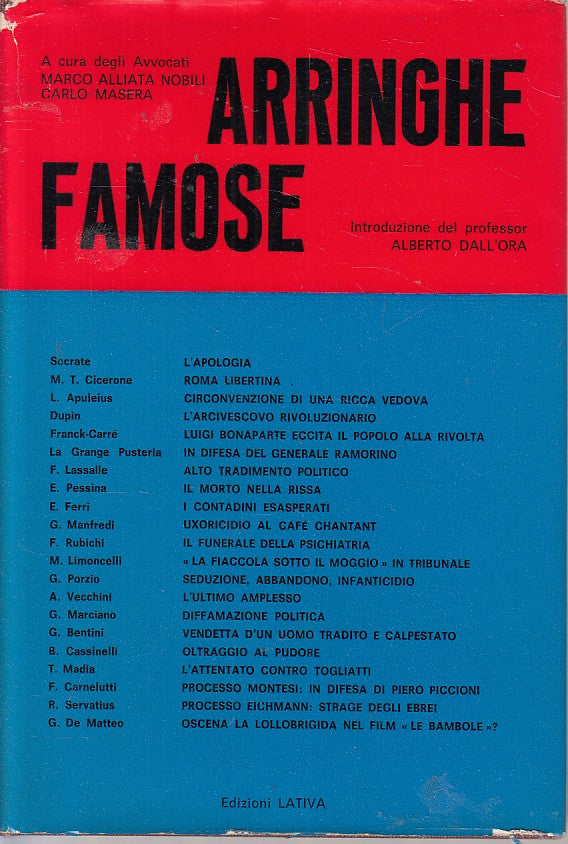 A cura degli Avvocati
MARCO ALLIATA NOBILI
CARLO MASERA
ARRINGHE
FAMOSE
Introduzione del professor
ALBERTO DALL'ORA
Socrate L'APOLOGIA
M. T. Cicerone ROMA LIBERTINA
L. Apuleius CIRCONVENZIONE DI UNA RICCA VEDOVA
Dupin L'ARCIVESCOVO RIVOLUZIONARIO
Franck-Carré LUIGI BONAPARTE ECCITA IL POPOLO ALLA RIVOLTA
La Grange Pusterla IN DIFESA DEL GENERALE RAMORINO
F. Lassalle ALTO TRADIMENTO POLITICO
E. Pessina IL MORTO NELLA RISSA
E. Ferri I CONTADINI ESASPERATI
G. Manfredi UXORICIDIO AL CAFÉ CHANTANT
F. Rubichi IL FUNERALE DELLA PSICHIATRIA
M. Limoncelli « LA FIACCOLA SOTTO IL MOGGIO » IN TRIBUNALE
G. Porzio SEDUZIONE, ABBANDONO, INFANTICIDIO
A. Vecchini L'ULTIMO AMPLESSO
G. Marciano DIFFAMAZIONE POLITICA
G. Bentini VENDETTA D'UN UOMO TRADITO E CALPESTATO
B. Cassinelli OLTRAGGIO AL PUDORE
T. Madia L'ATTENTATO CONTRO TOGLIATTI
F. Carnelutti PROCESSO MONTESI: IN DIFESA DI PIERO PICCIONI
R. Servatius PROCESSO EICHMANN: STRAGE DEGLI EBREI
G. De Matteo OSCENA LA LOLLOBRIGIDA NEL FILM « LE BAMBOLE »?
Edizioni LATIVA